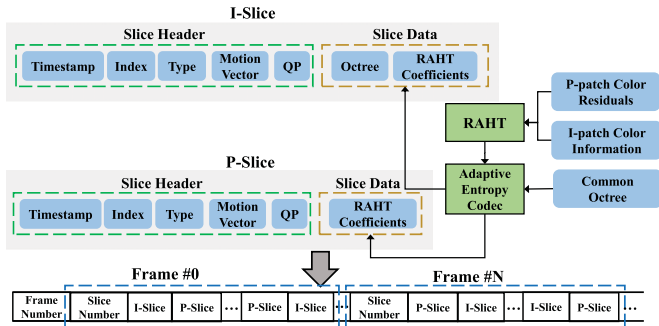 I-Slice
Slice Header
Slice Data
Timestamp
Index
Type
Motion
Vector
QP
Octree
RAHT
Coefficients
P-patch Color
Residuals
RAHT
I-patch Color
Information
P-Slice
Slice Header
Slice Data
Adaptive
Entropy
Codec
Common
Octree
Timestamp
Index
Type
Motion
Vector
QP
RAHT
Coefficients
Frame #0
Frame #N
Frame
Number
Slice
Number
I-Slice
P-Slice
...
P-Slice
I-Slice
...
Slice
Number
P-Slice
I-Slice
...
I-Slice
P-Slice
...